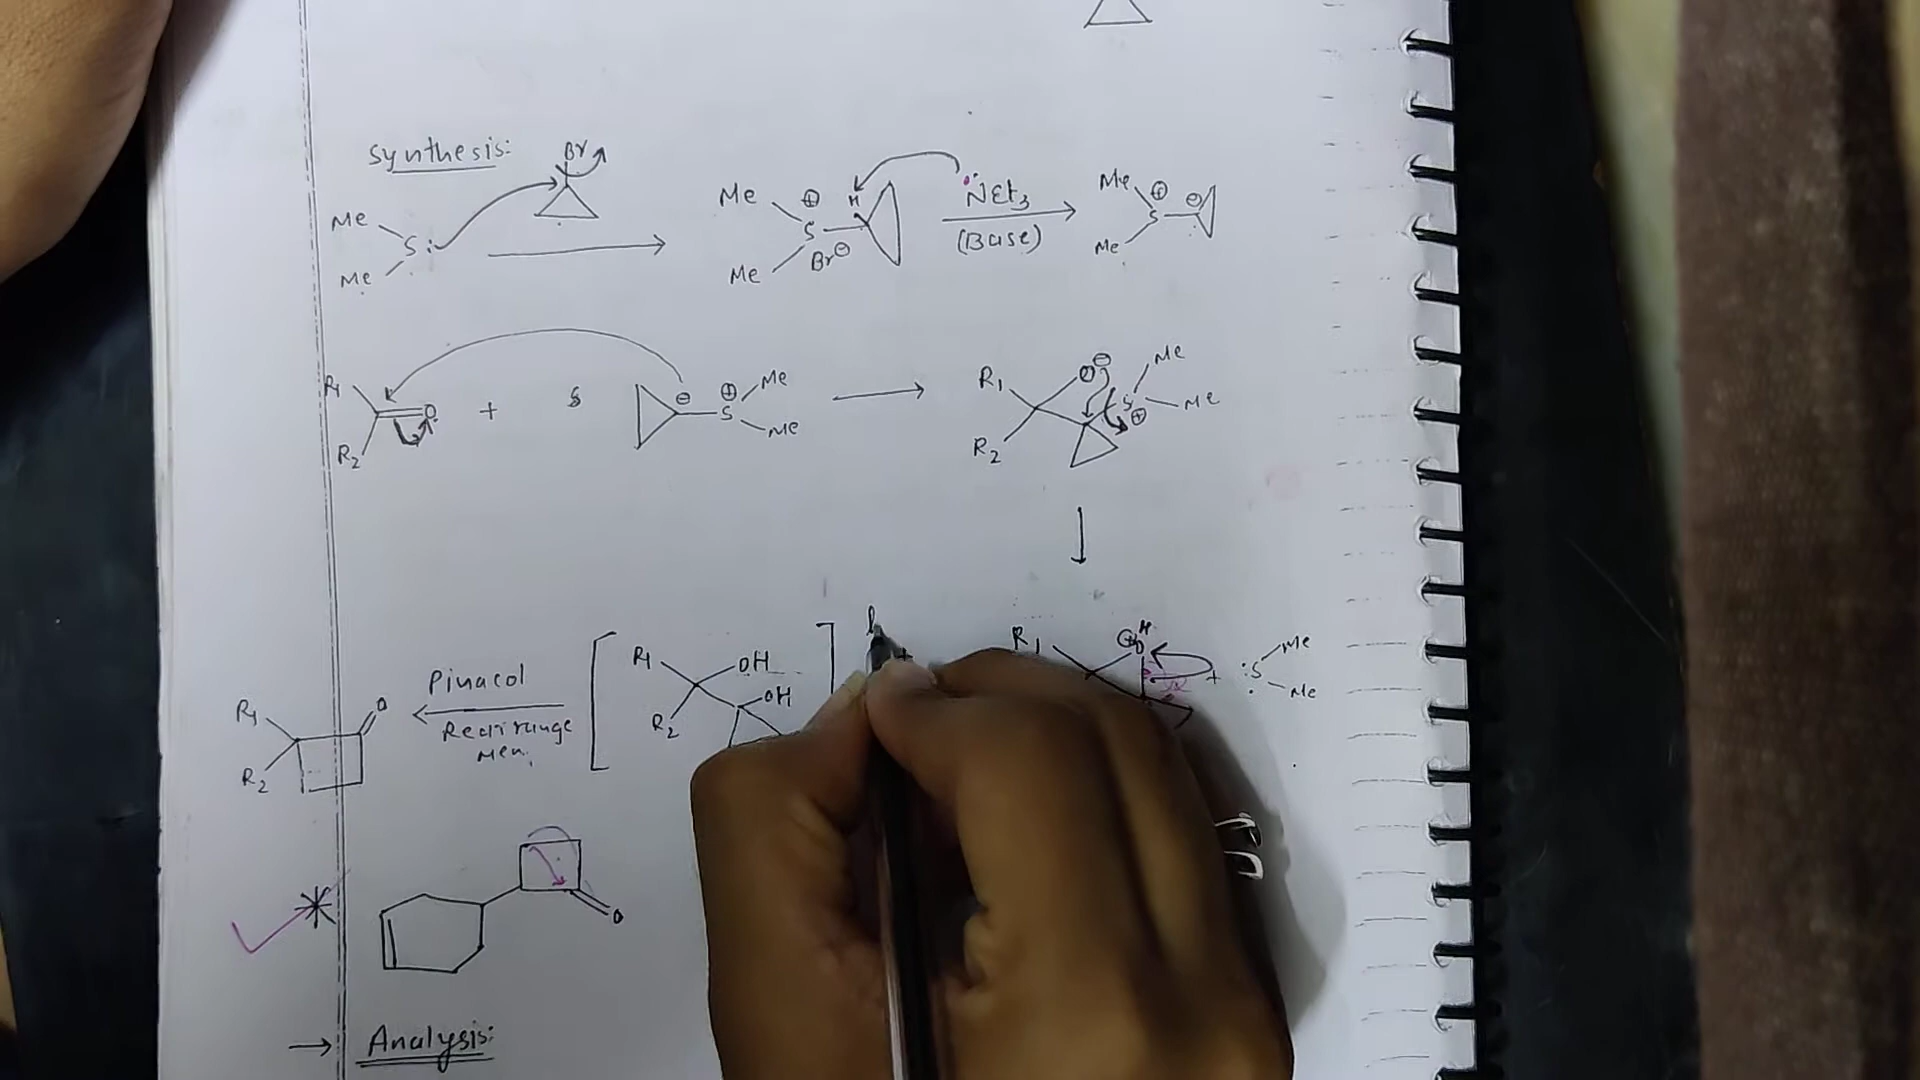 synthesis:
Br
Me
S:
Me
Me
⊕
S
H
Br⊖
Me
:NEt3
(Base)
Me
⊕
S
⊖
Me
R1
O
R2
+
⊖
⊕
S
Me
Me
R1
O
⊖
Me
S
⊕
Me
R2
R1
O
R2
Pinacol
Rearrange
men.
R1
OH
OH
R2
R1
H
⊕
O
+
:S
Me
Me
O
→ Analysis: